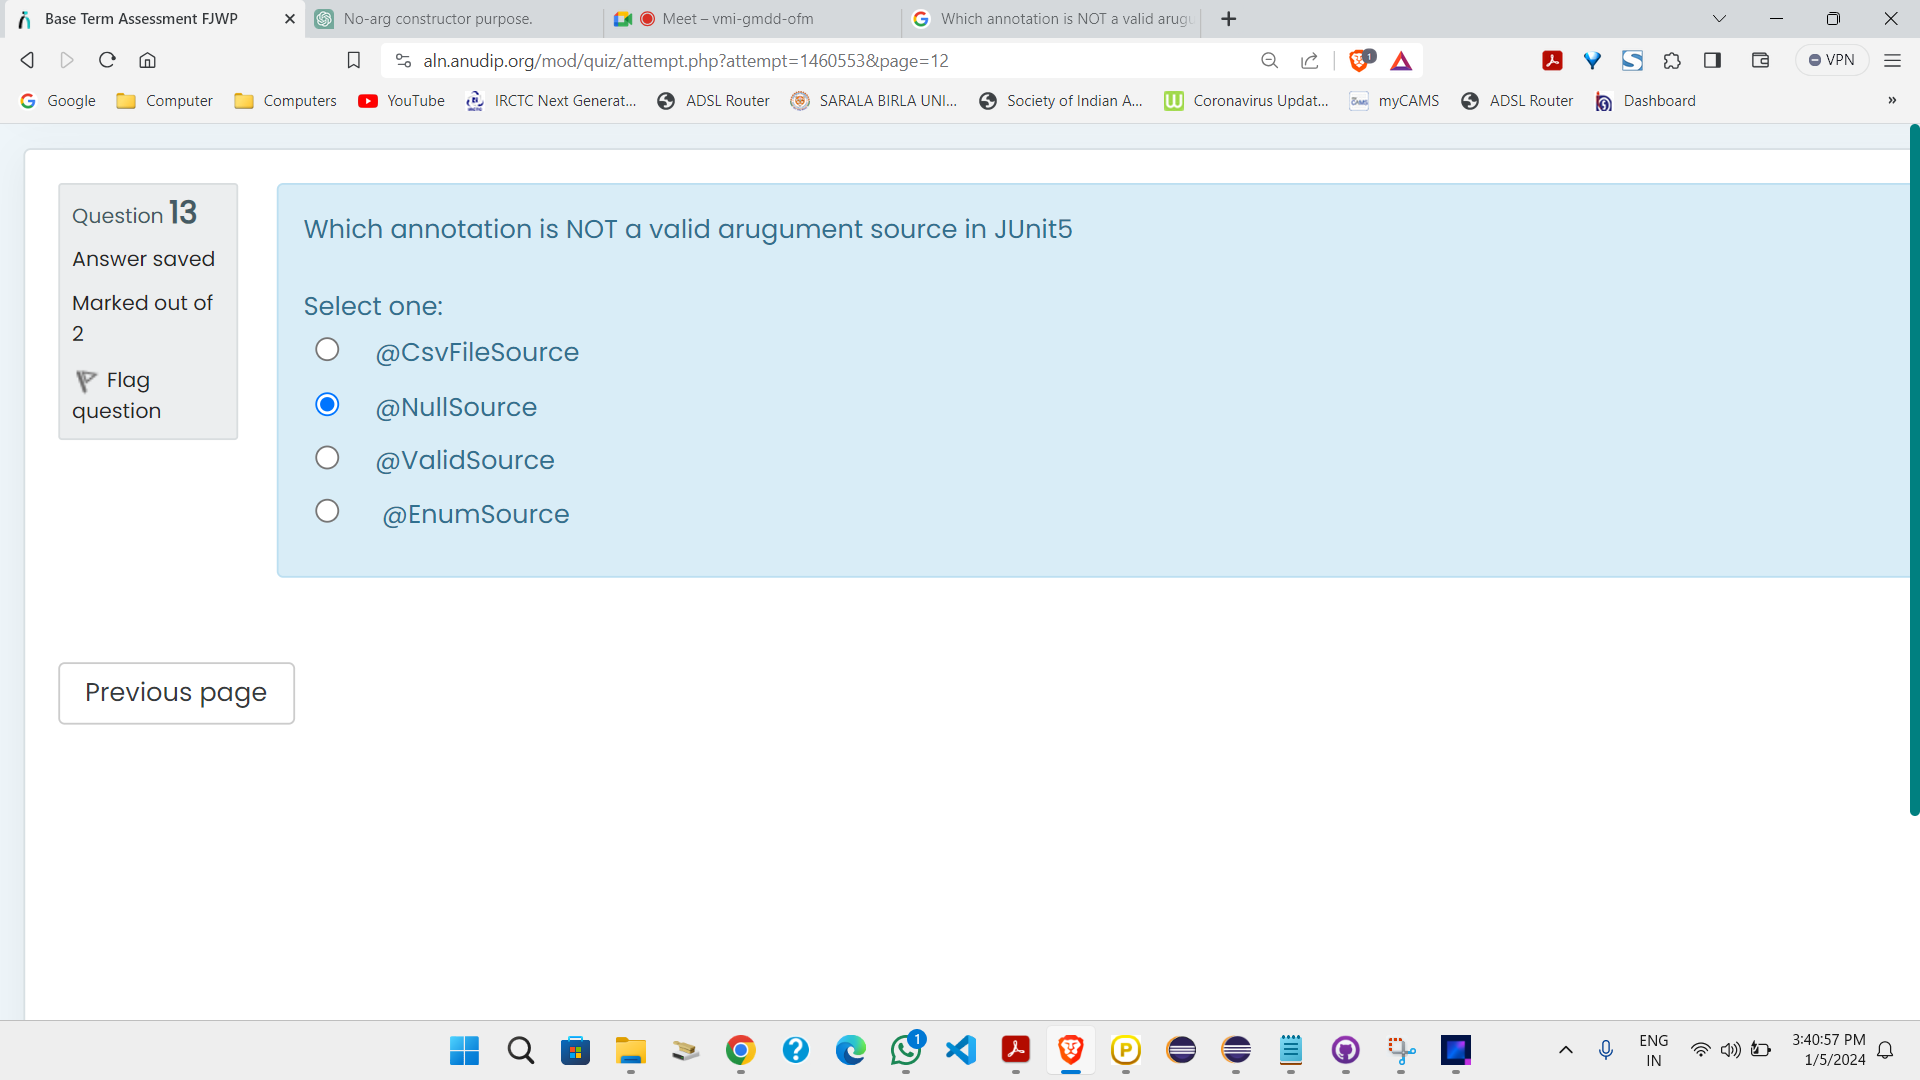 Base Term Assessment FJWP
No-arg constructor purpose.
Meet – vmi-gmdd-ofm
Which annotation is NOT a valid arugu
aln.anudip.org/mod/quiz/attempt.php?attempt=1460553&page=12
1
VPN
Google
Computer
Computers
YouTube
IRCTC Next Generat...
ADSL Router
SARALA BIRLA UNI...
Society of Indian A...
Coronavirus Updat...
myCAMS
ADSL Router
Dashboard
»
Question 13
Answer saved
Marked out of
2
Flag
question
Which annotation is NOT a valid arugument source in JUnit5
Select one:
@CsvFileSource
@NullSource
@ValidSource
@EnumSource
Previous page
1
ENG
IN
3:40:57 PM
1/5/2024